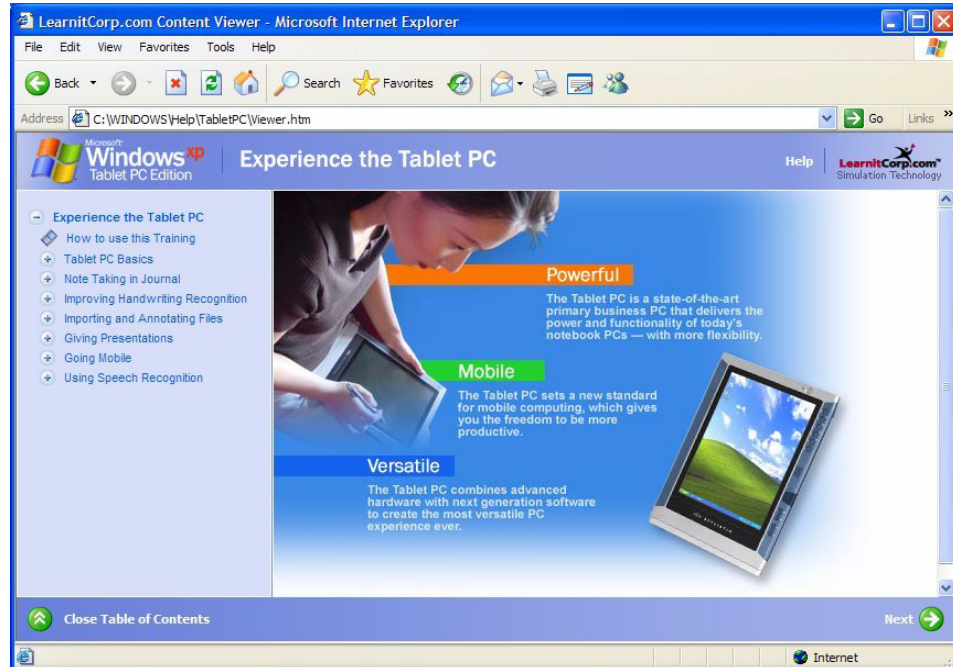 LearnitCorp.com Content Viewer - Microsoft Internet Explorer
File Edit View Favorites Tools Help
Back Search Favorites
Address C:\WINDOWS\Help\TabletPC\Viewer.htm Go Links »
Microsoft
Windows xp
Tablet PC Edition
Experience the Tablet PC
Help
LearnitCorp.com™
Simulation Technology
Experience the Tablet PC
How to use this Training
Tablet PC Basics
Note Taking in Journal
Improving Handwriting Recognition
Importing and Annotating Files
Giving Presentations
Going Mobile
Using Speech Recognition
Powerful
The Tablet PC is a state-of-the-art
primary business PC that delivers the
power and functionality of today's
notebook PCs — with more flexibility.
Mobile
The Tablet PC sets a new standard
for mobile computing, which gives
you the freedom to be more
productive.
Versatile
The Tablet PC combines advanced
hardware with next generation software
to create the most versatile PC
experience ever.
Close Table of Contents
Next
Internet